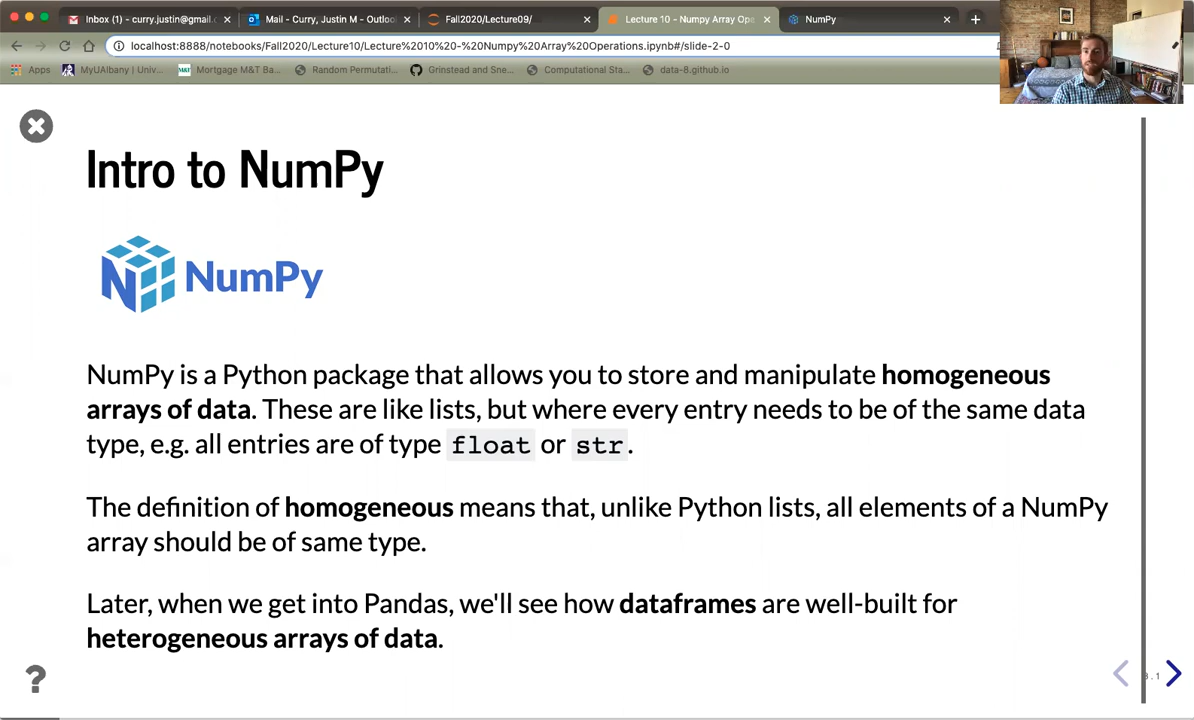 Inbox (1) - curry.justin@gmail.c
Mail - Curry, Justin M - Outloo
Fall2020/Lecture09/
Lecture 10 - Numpy Array Ope
NumPy
localhost:8888/notebooks/Fall2020/Lecture10/Lecture%2010%20-%20Numpy%20Array%20Operations.ipynb#/slide-2-0
Apps
MyUAlbany | Univ...
Mortgage M&T Ba...
Random Permutati...
Grinstead and Sne...
Computational Sta...
data-8.github.io
Intro to NumPy
NumPy
NumPy is a Python package that allows you to store and manipulate homogeneous
arrays of data. These are like lists, but where every entry needs to be of the same data
type, e.g. all entries are of type float or str.
The definition of homogeneous means that, unlike Python lists, all elements of a NumPy
array should be of same type.
Later, when we get into Pandas, we'll see how dataframes are well-built for
heterogeneous arrays of data.
?